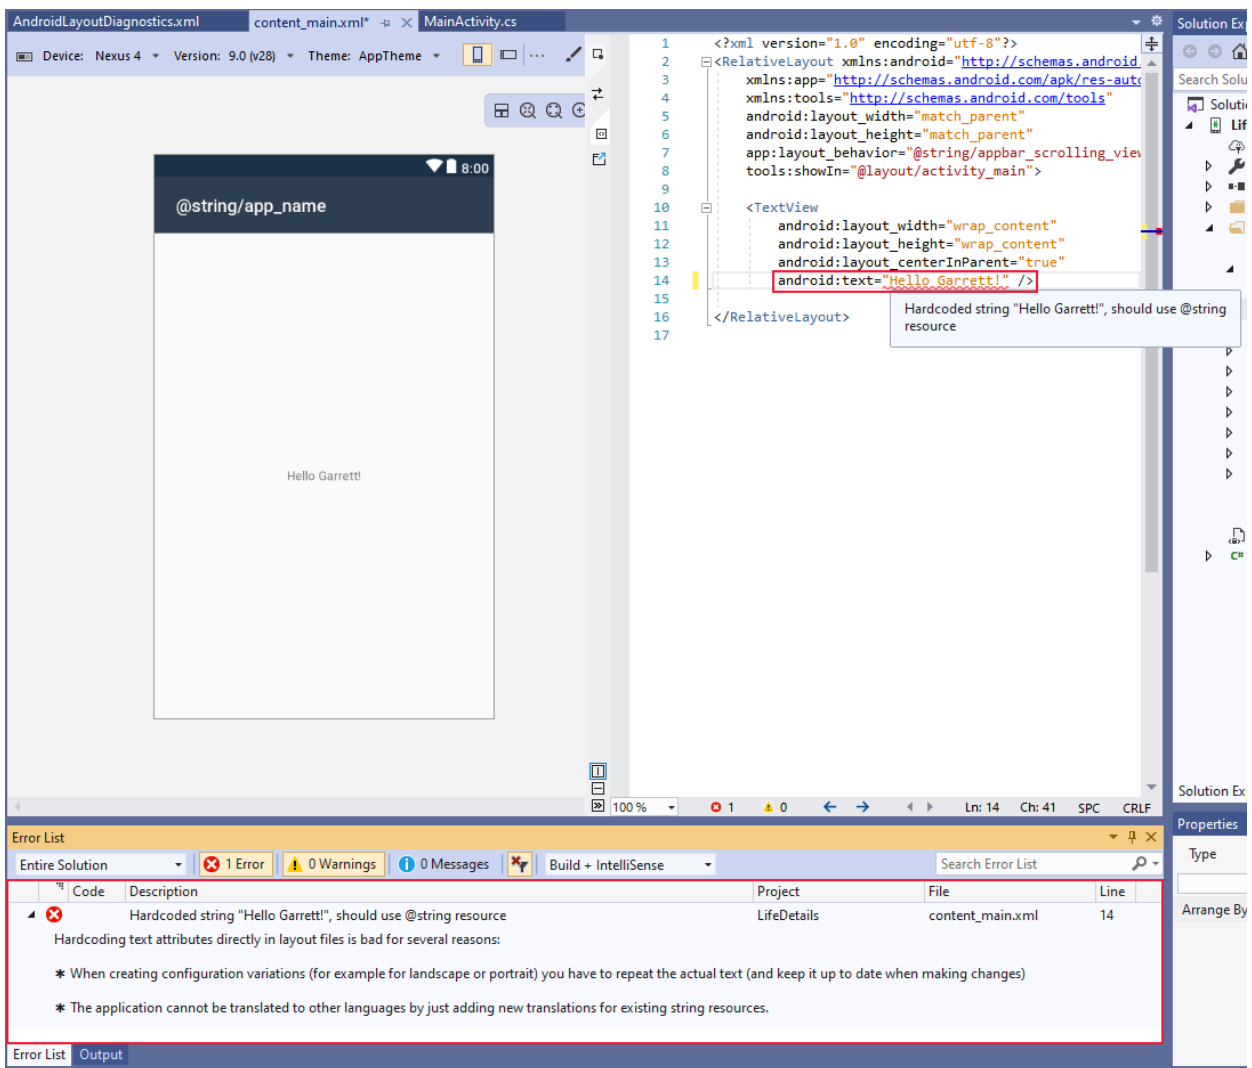 AndroidLayoutDiagnostics.xml content_main.xml* MainActivity.cs
Device: Nexus 4 Version: 9.0 (v28) Theme: AppTheme
8:00
@string/app_name
Hello Garrett!
1 <?xml version="1.0" encoding="utf-8"?>
2 <RelativeLayout xmlns:android="http://schemas.android.
3 xmlns:app="http://schemas.android.com/apk/res-auto
4 xmlns:tools="http://schemas.android.com/tools"
5 android:layout_width="match_parent"
6 android:layout_height="match_parent"
7 app:layout_behavior="@string/appbar_scrolling_view
8 tools:showIn="@layout/activity_main">
9
10 <TextView
11 android:layout_width="wrap_content"
12 android:layout_height="wrap_content"
13 android:layout_centerInParent="true"
14 android:text="Hello Garrett!" />
15
16 </RelativeLayout>
17
Hardcoded string "Hello Garrett!", should use @string
resource
100 % 1 0 Ln: 14 Ch: 41 SPC CRLF
Solution Exp
Search Solu
Solutio
Lif
C#
Solution Ex
Properties
Type
Arrange By
Error List
Entire Solution 1 Error 0 Warnings 0 Messages Build + IntelliSense Search Error List
Code Description Project File Line
Hardcoded string "Hello Garrett!", should use @string resource LifeDetails content_main.xml 14
Hardcoding text attributes directly in layout files is bad for several reasons:
* When creating configuration variations (for example for landscape or portrait) you have to repeat the actual text (and keep it up to date when making changes)
* The application cannot be translated to other languages by just adding new translations for existing string resources.
Error List Output